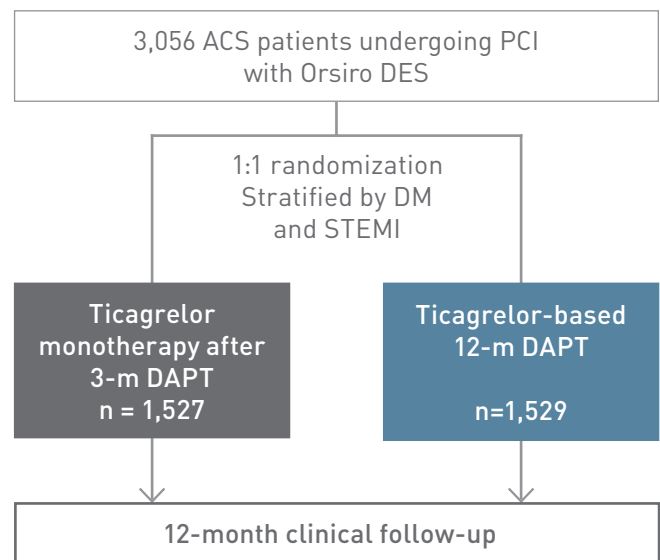 3,056 ACS patients undergoing PCI
with Orsiro DES
1:1 randomization
Stratified by DM
and STEMI
Ticagrelor
monotherapy after
3-m DAPT
n = 1,527
Ticagrelor-based
12-m DAPT
n=1,529
12-month clinical follow-up